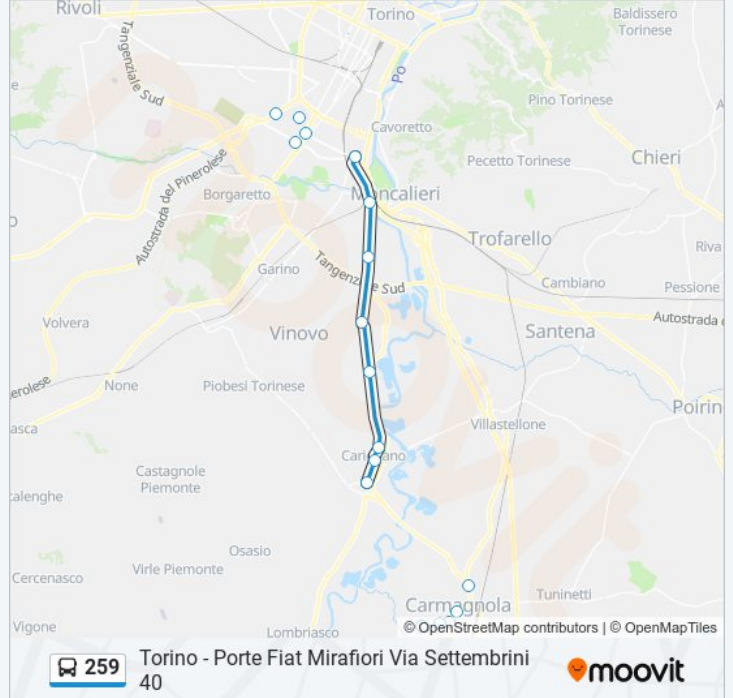 Rivoli
Torino
Baldissero
Torinese
Tangenziale Sud
Po
Pino Torinese
Cavoretto
Pecetto Torinese
Chieri
Autostrada del Pinerolese
Borgaretto
Moncalieri
Trofarello
Riva
Garino
Tangenziale Sud
Cambiano
Pessione
Volvera
Vinovo
Santena
Autostrada
None
Piobesi Torinese
Poirin
Villastellone
asca
Castagnole
Piemonte
Osasio
Cercenasco
Virle Piemonte
Carmagnola
Tuninetti
Vigone
Lombriasco
© OpenStreetMap contributors | © OpenMapTiles
259
Torino - Porte Fiat Mirafiori Via Settembrini
40
moovit